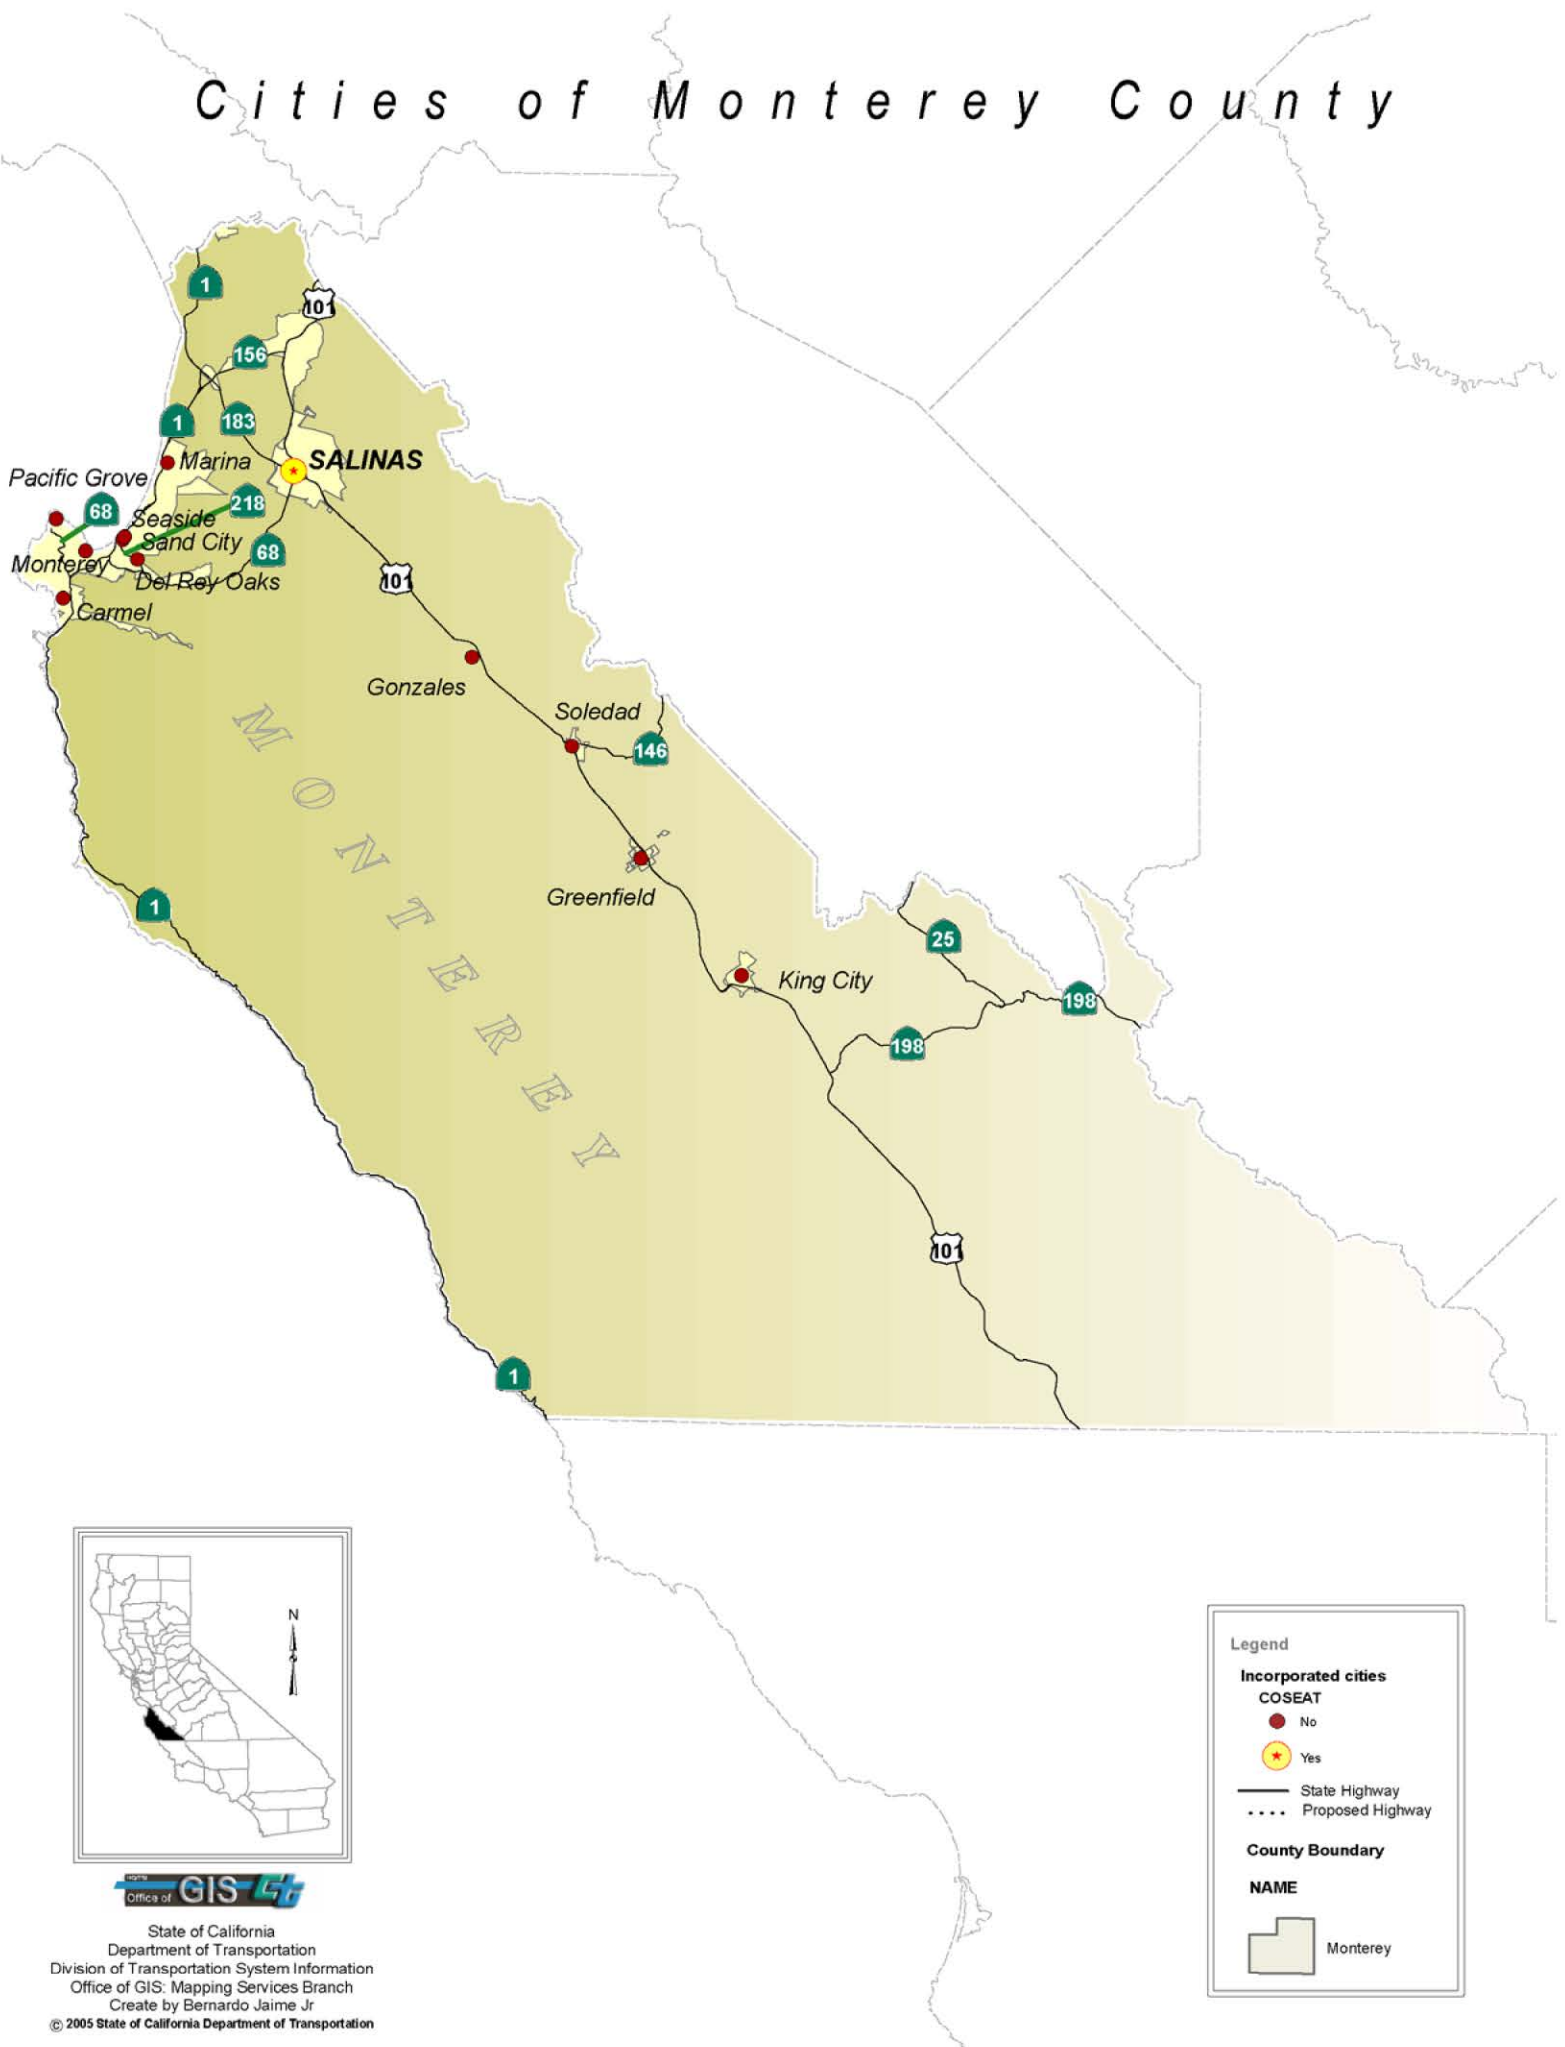 Cities of Monterey County
1
101
156
1
183
SALINAS
Marina
Pacific Grove
68
218
Seaside
Sand City
68
Monterey
Del Rey Oaks
101
Carmel
Gonzales
Soledad
146
MONTEREY
Greenfield
1
25
King City
198
198
101
1
N
Office of GIS Ct
State of California
Department of Transportation
Division of Transportation System Information
Office of GIS: Mapping Services Branch
Create by Bernardo Jaime Jr
© 2005 State of California Department of Transportation
Legend
Incorporated cities
COSEAT
No
Yes
State Highway
Proposed Highway
County Boundary
NAME
Monterey